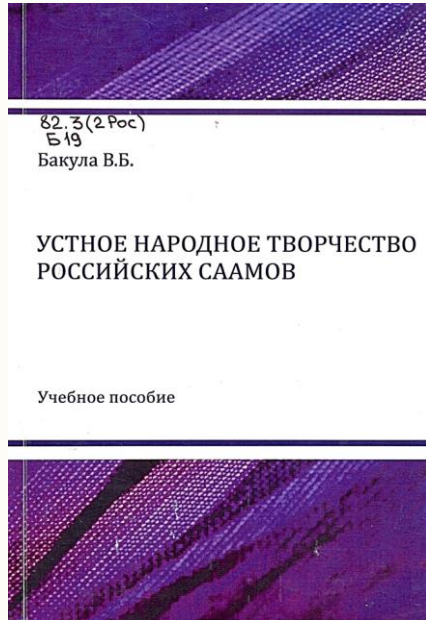 82.3(2Рос)
Б19
Бакула В.Б.
УСТНОЕ НАРОДНОЕ ТВОРЧЕСТВО
РОССИЙСКИХ СААМОВ
Учебное пособие